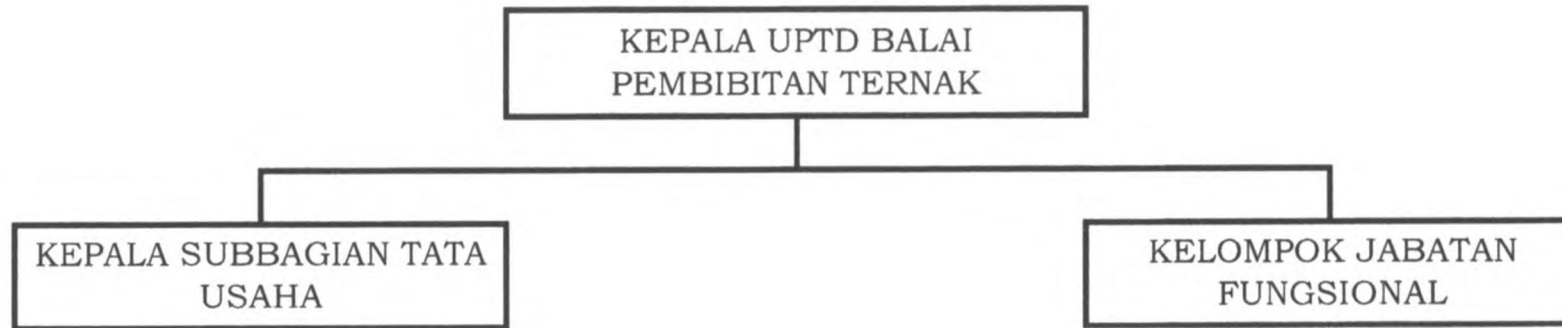 KEPALA UPTD BALAI
PEMBIBITAN TERNAK
KEPALA SUBBAGIAN TATA
USAHA
KELOMPOK JABATAN
FUNGSIONAL